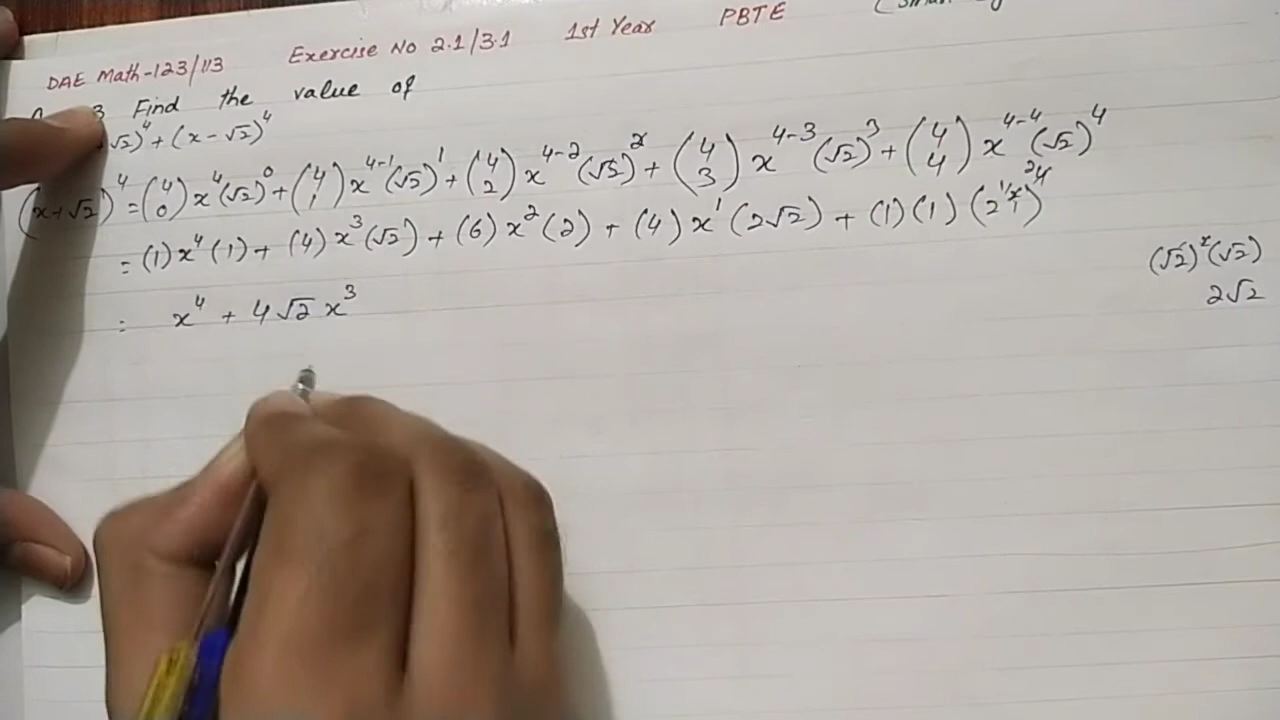 DAE Math-123/113 Exercise No 2.1/3.1 1st Year PBTE
3 Find the value of
√2)⁴ + (x - √2)⁴
(x+√2)⁴ = (4 0) x⁴ (√2)⁰ + (4 1) x⁴⁻¹ (√2)¹ + (4 2) x⁴⁻² (√2)² + (4 3) x⁴⁻³ (√2)³ + (4 4) x⁴⁻⁴ (√2)⁴
= (1) x⁴ (1) + (4) x³ (√2) + (6) x² (2) + (4) x¹ (2√2) + (1) (1)
(√2)² (√2)
2√2
= x⁴ + 4√2 x³